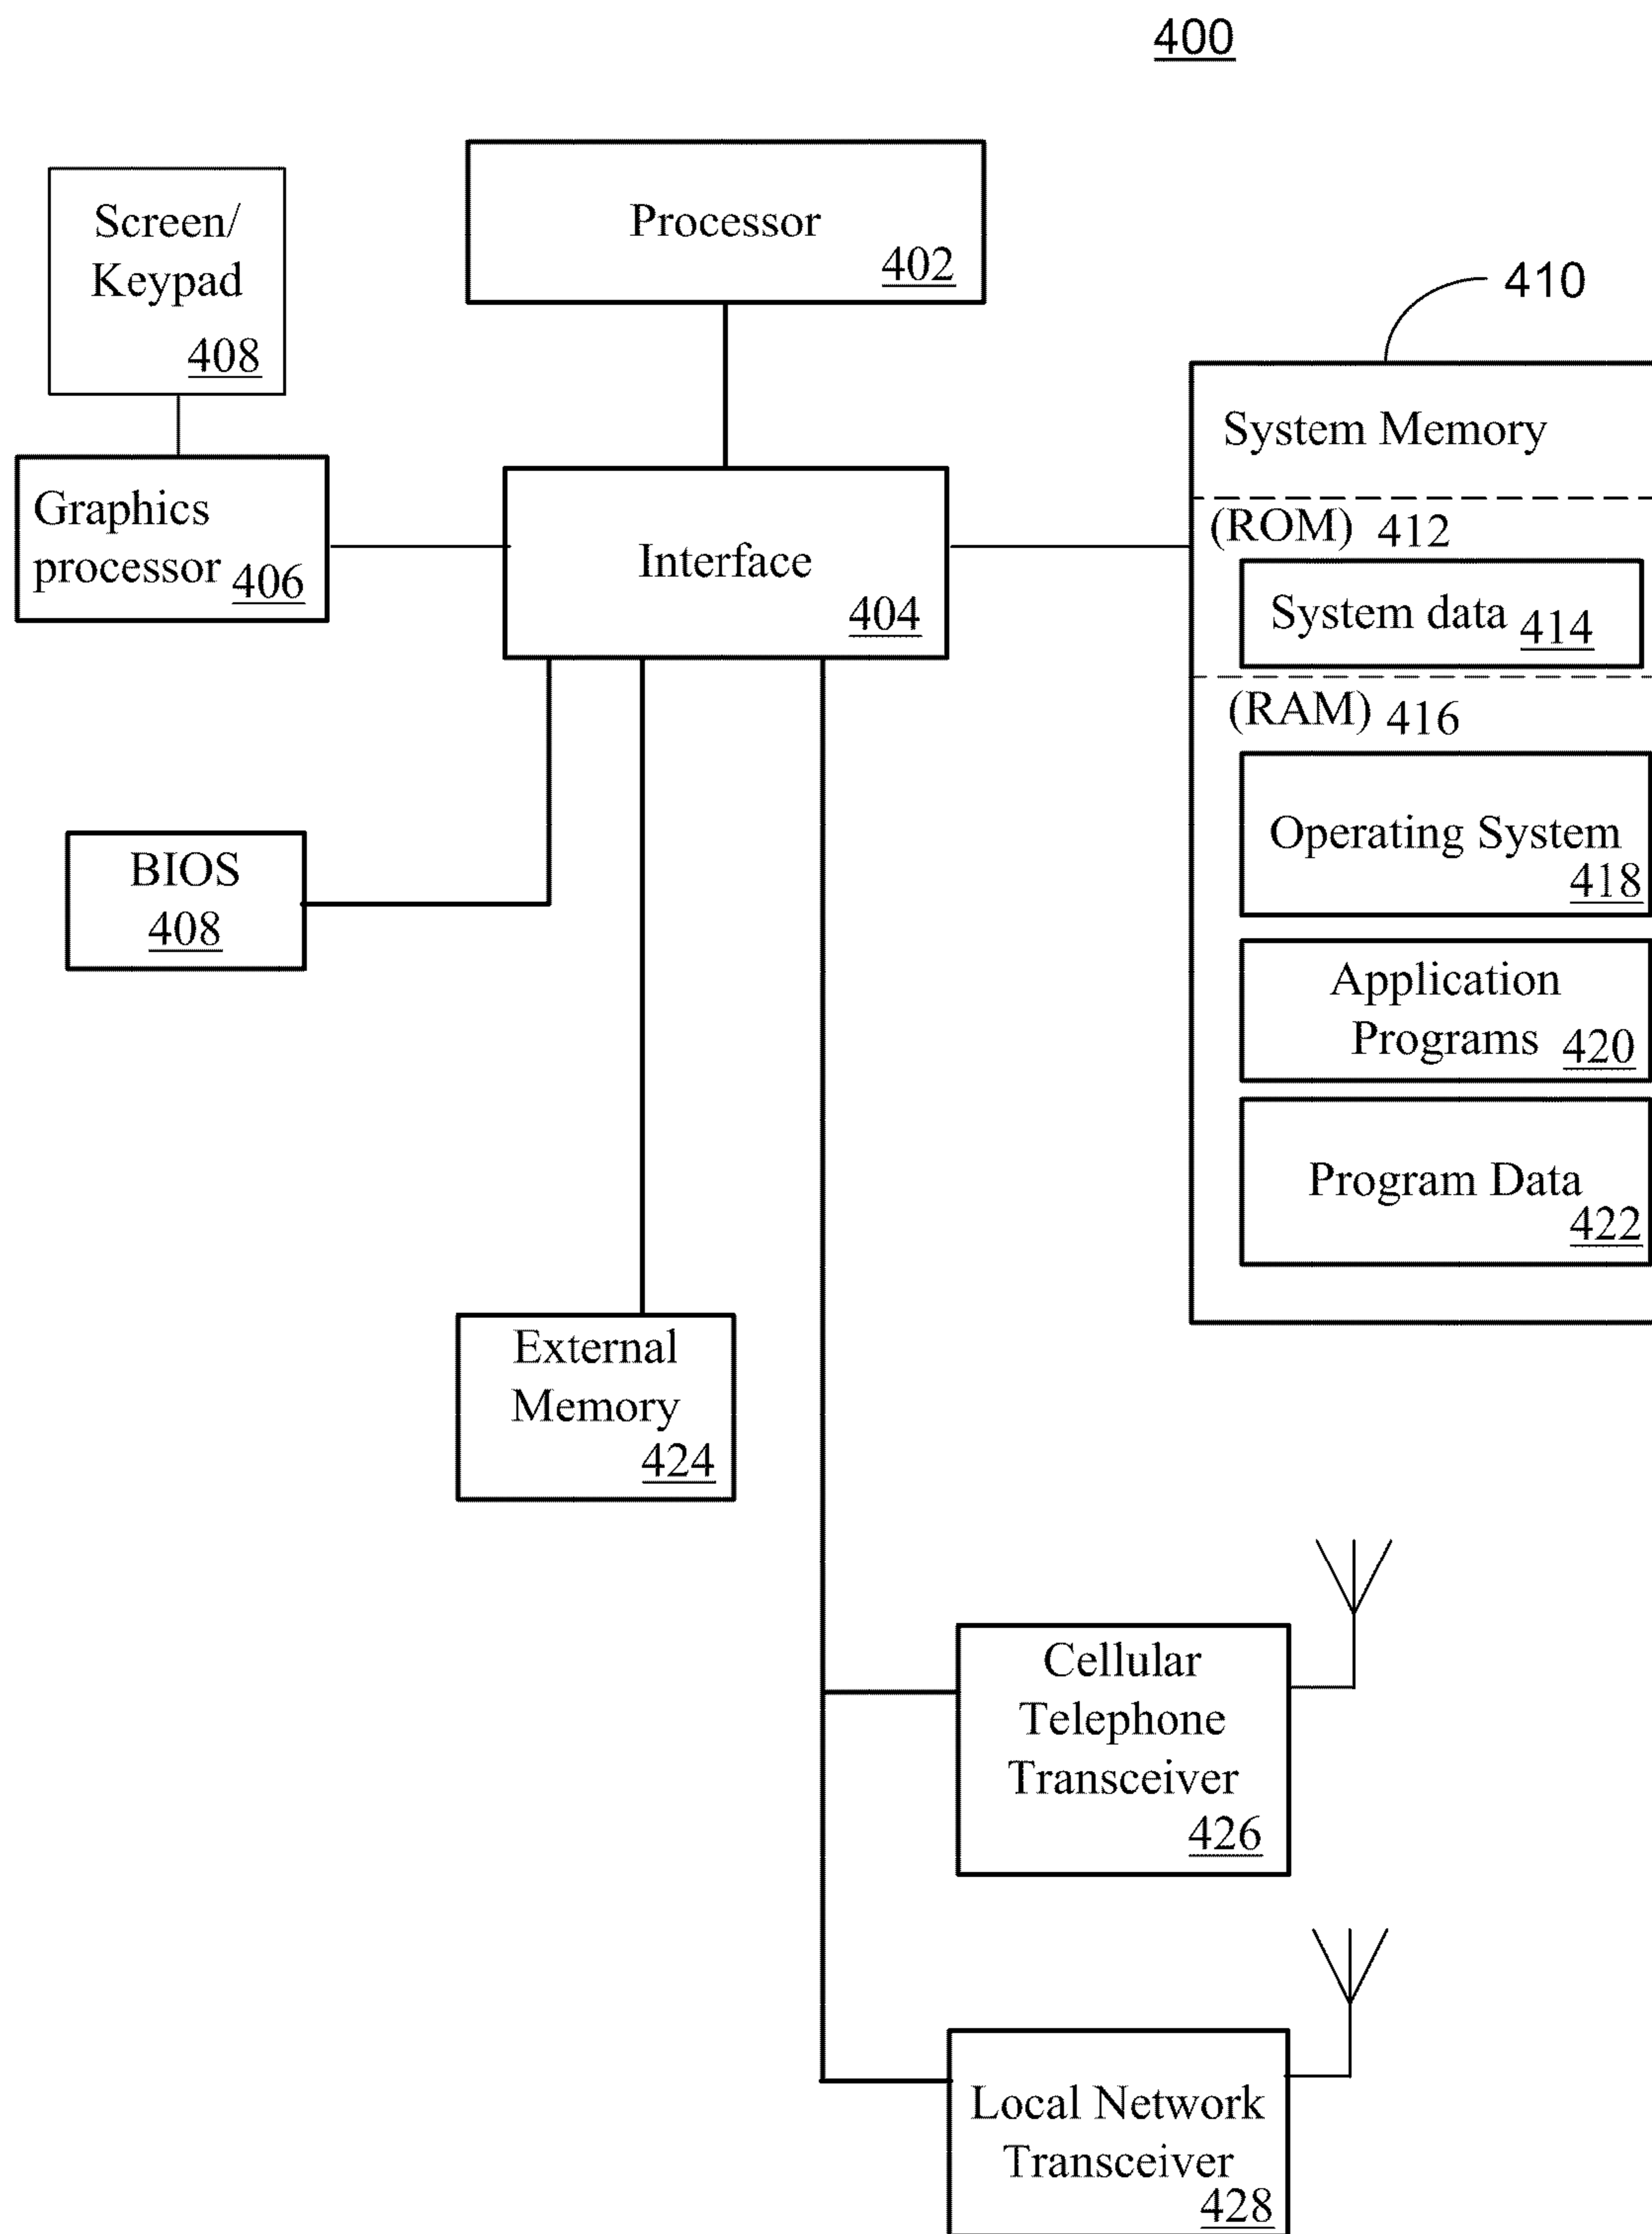 400
Processor
402
Screen/
Keypad
408
410
System Memory
Graphics
processor 406
Interface
404
(ROM) 412
System data 414
(RAM) 416
Operating System
418
BIOS
408
Application
Programs 420
Program Data
422
External
Memory
424
Cellular
Telephone
Transceiver
426
Local Network
Transceiver
428